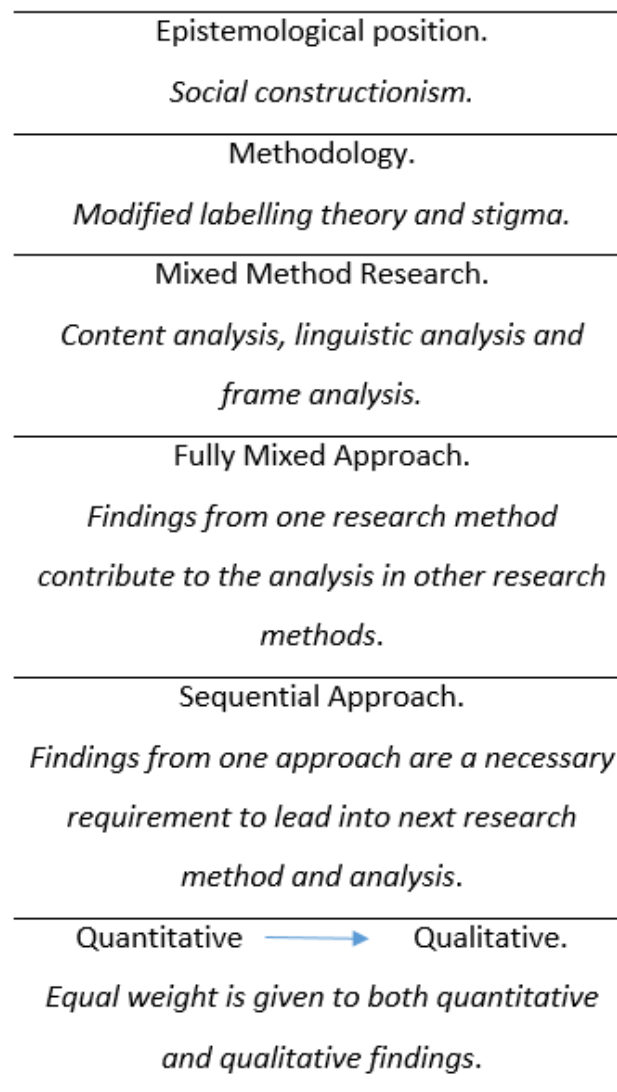 Epistemological position.
Social constructionism.
Methodology.
Modified labelling theory and stigma.
Mixed Method Research.
Content analysis, linguistic analysis and
frame analysis.
Fully Mixed Approach.
Findings from one research method
contribute to the analysis in other research
methods.
Sequential Approach.
Findings from one approach are a necessary
requirement to lead into next research
method and analysis.
Quantitative Qualitative.
Equal weight is given to both quantitative
and qualitative findings.